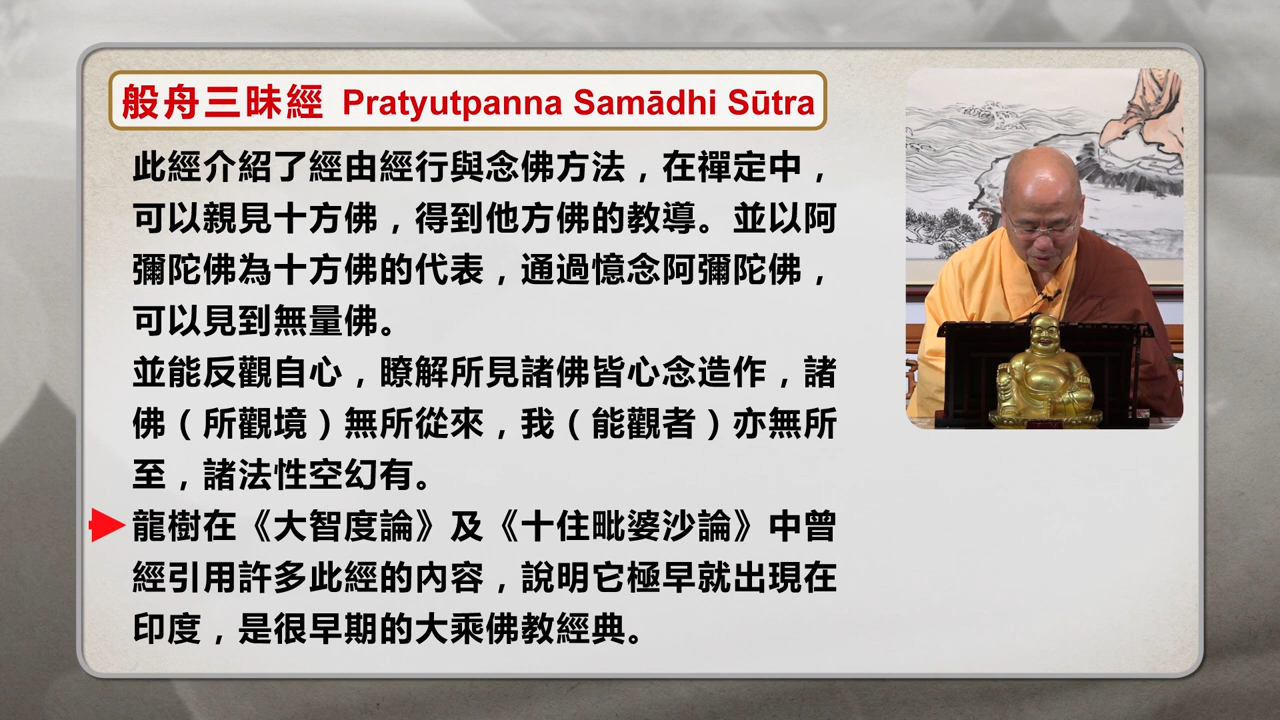 般舟三昧經 Pratyutpanna Samādhi Sūtra
此經介紹了經由經行與念佛方法，在禪定中，
可以親見十方佛，得到他方佛的教導。並以阿
彌陀佛為十方佛的代表，通過憶念阿彌陀佛，
可以見到無量佛。
並能反觀自心，瞭解所見諸佛皆心念造作，諸
佛（所觀境）無所從來，我（能觀者）亦無所
至，諸法性空幻有。
龍樹在《大智度論》及《十住毗婆沙論》中曾
經引用許多此經的內容，說明它極早就出現在
印度，是很早期的大乘佛教經典。